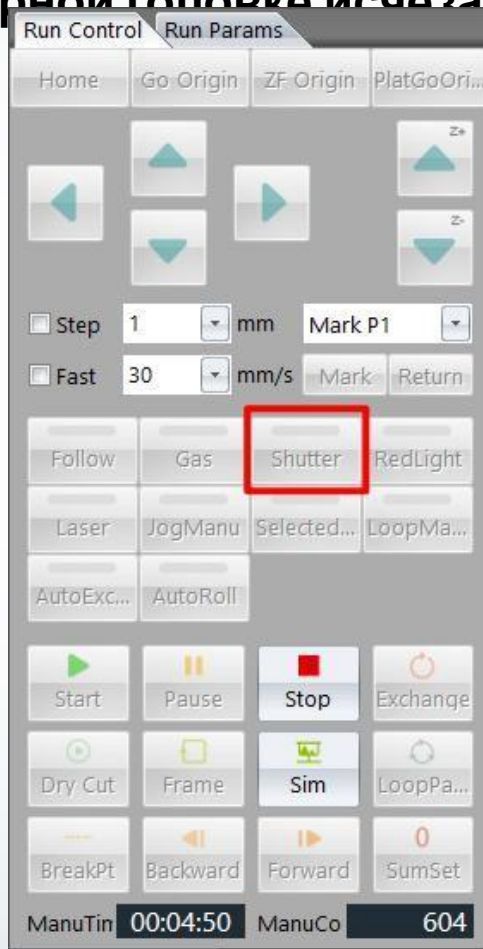 Run Control Run Params
Home Go Origin ZF Origin PlatGoOri...
Z+
Z-
Step 1 mm Mark P1
Fast 30 mm/s Mark Return
Follow Gas Shutter RedLight
Laser JogManu Selected... LoopMa...
AutoExc... AutoRoll
Start Pause Stop Exchange
Dry Cut Frame Sim LoopPa...
0
BreakPt Backward Forward SumSet
ManuTim 00:04:50 ManuCo 604